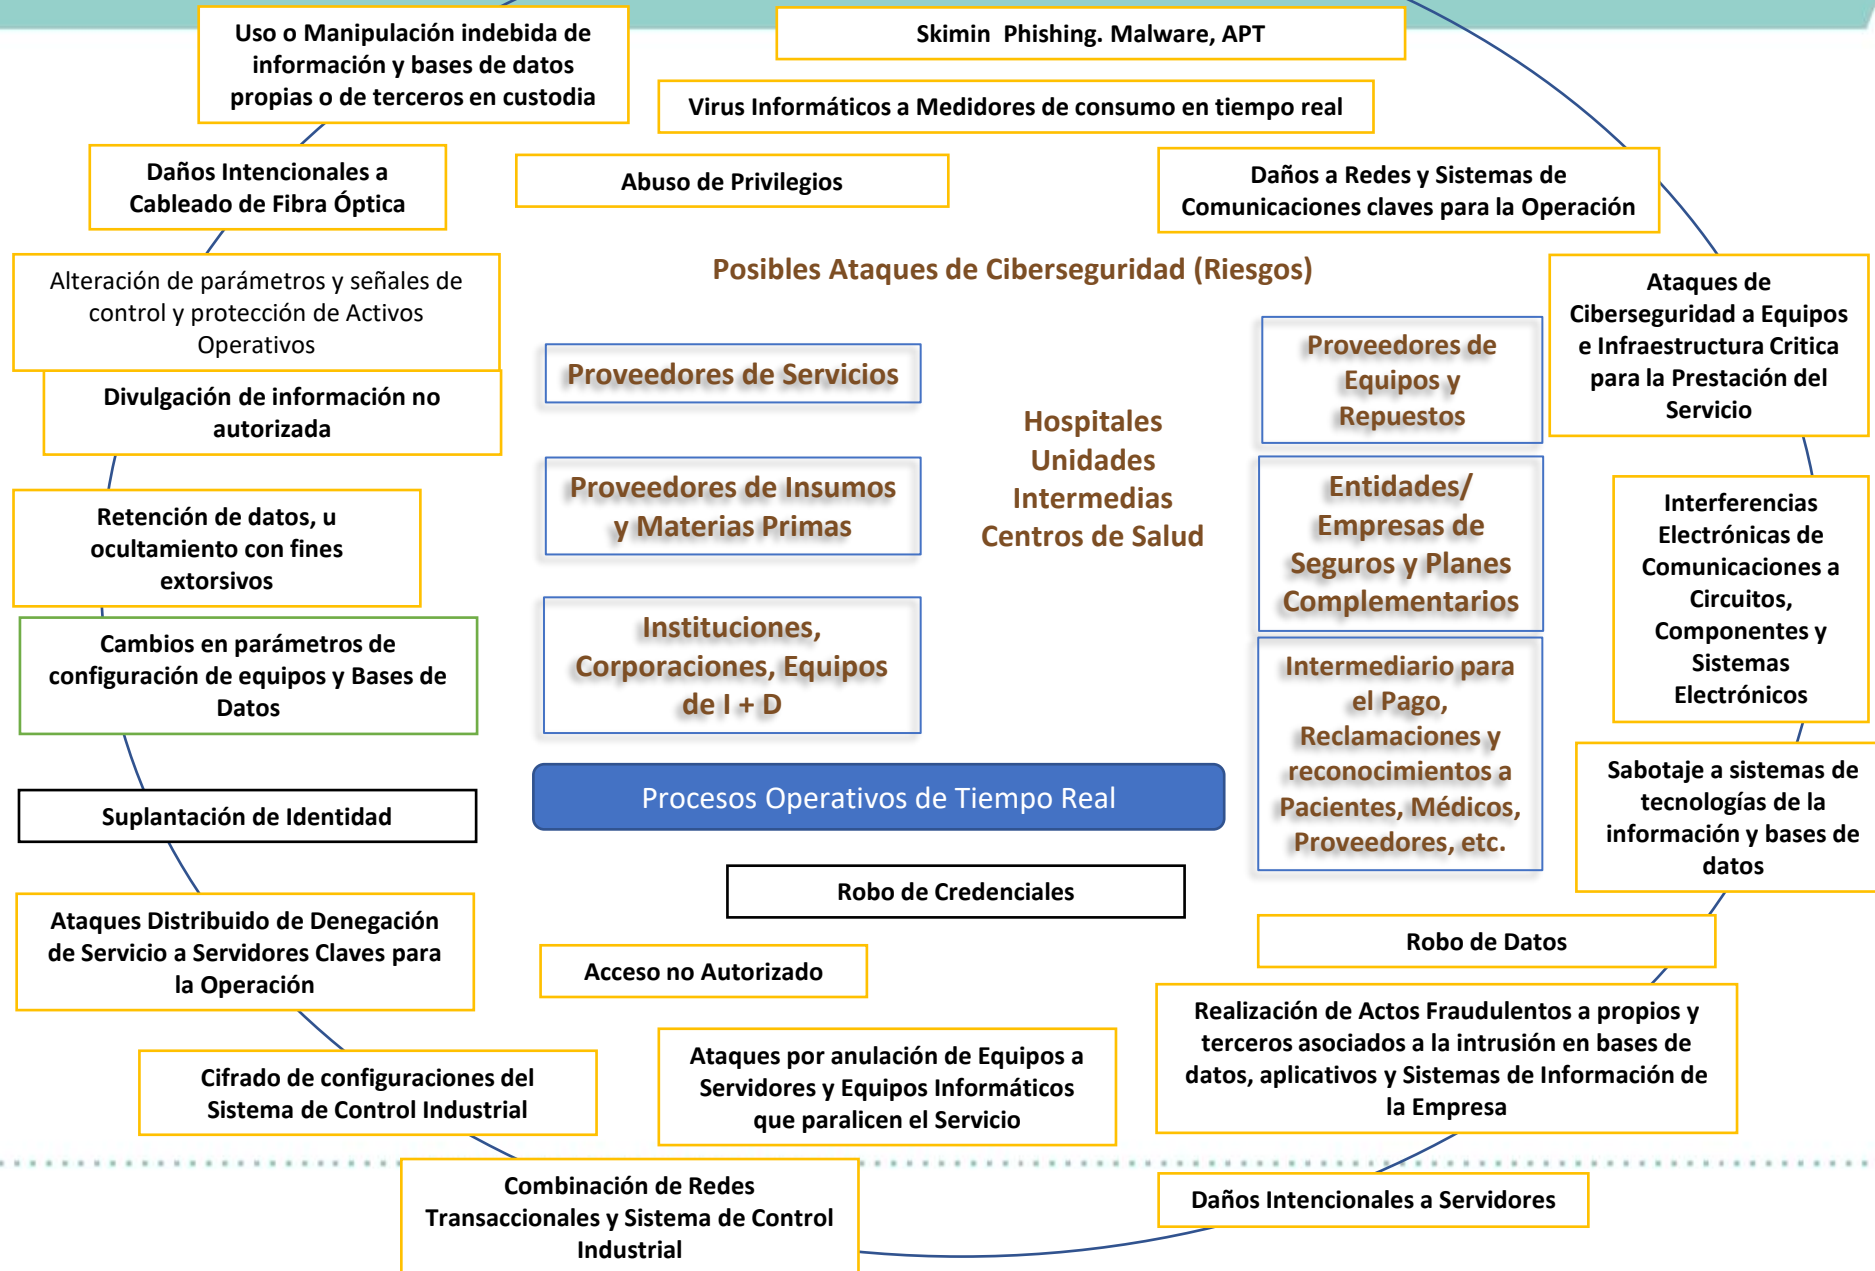 Uso o Manipulación indebida de
información y bases de datos
propias o de terceros en custodia
Skimin  Phishing. Malware, APT
Virus Informáticos a Medidores de consumo en tiempo real
Daños Intencionales a
Cableado de Fibra Óptica
Abuso de Privilegios
Daños a Redes y Sistemas de
Comunicaciones claves para la Operación
Posibles Ataques de Ciberseguridad (Riesgos)
Alteración de parámetros y señales de
control y protección de Activos
Operativos
Ataques de
Ciberseguridad a Equipos
e Infraestructura Critica
para la Prestación del
Servicio
Proveedores de Servicios
Proveedores de
Equipos y
Repuestos
Divulgación de información no
autorizada
Hospitales
Unidades
Intermedias
Centros de Salud
Proveedores de Insumos
y Materias Primas
Entidades/
Empresas de
Seguros y Planes
Complementarios
Retención de datos, u
ocultamiento con fines
extorsivos
Interferencias
Electrónicas de
Comunicaciones a
Circuitos,
Componentes y
Sistemas
Electrónicos
Instituciones,
Corporaciones, Equipos
de I + D
Cambios en parámetros de
configuración de equipos y Bases de
Datos
Intermediario para
el Pago,
Reclamaciones y
reconocimientos a
Pacientes, Médicos,
Proveedores, etc.
Procesos Operativos de Tiempo Real
Sabotaje a sistemas de
tecnologías de la
información y bases de
datos
Suplantación de Identidad
Robo de Credenciales
Ataques Distribuido de Denegación
de Servicio a Servidores Claves para
la Operación
Robo de Datos
Acceso no Autorizado
Realización de Actos Fraudulentos a propios y
terceros asociados a la intrusión en bases de
datos, aplicativos y Sistemas de Información de
la Empresa
Ataques por anulación de Equipos a
Servidores y Equipos Informáticos
que paralicen el Servicio
Cifrado de configuraciones del
Sistema de Control Industrial
Combinación de Redes
Transaccionales y Sistema de Control
Industrial
Daños Intencionales a Servidores